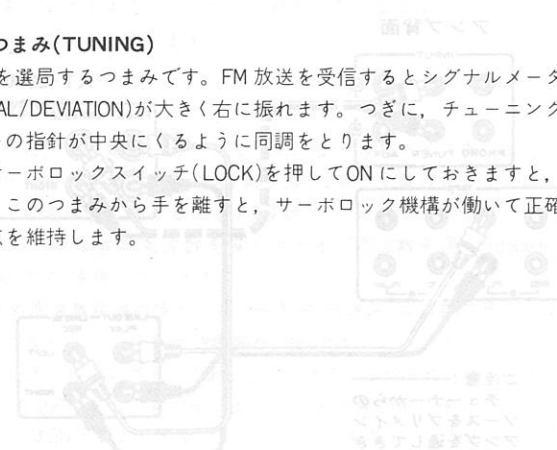 つまみ(TUNING)
を選局するつまみです。FM 放送を受信するとシグナルメータ
AL/DEVIATION)が大きく右に振れます。つぎに，チューニング
の指針が中央にくるように同調をとります。
ーボロックスイッチ(LOCK)を押してON にしておきますと，
このつまみから手を離すと，サーボロック機構が働いて正確
を維持します。